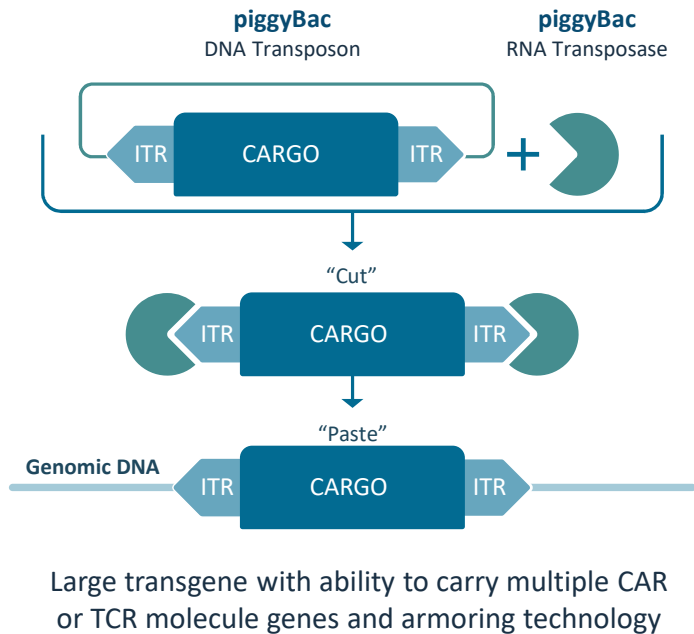 piggyBac
DNA Transposon
piggyBac
RNA Transposase
ITR
CARGO
ITR
+
“Cut”
ITR
CARGO
ITR
“Paste”
Genomic DNA
ITR
CARGO
ITR
Large transgene with ability to carry multiple CAR
or TCR molecule genes and armoring technology